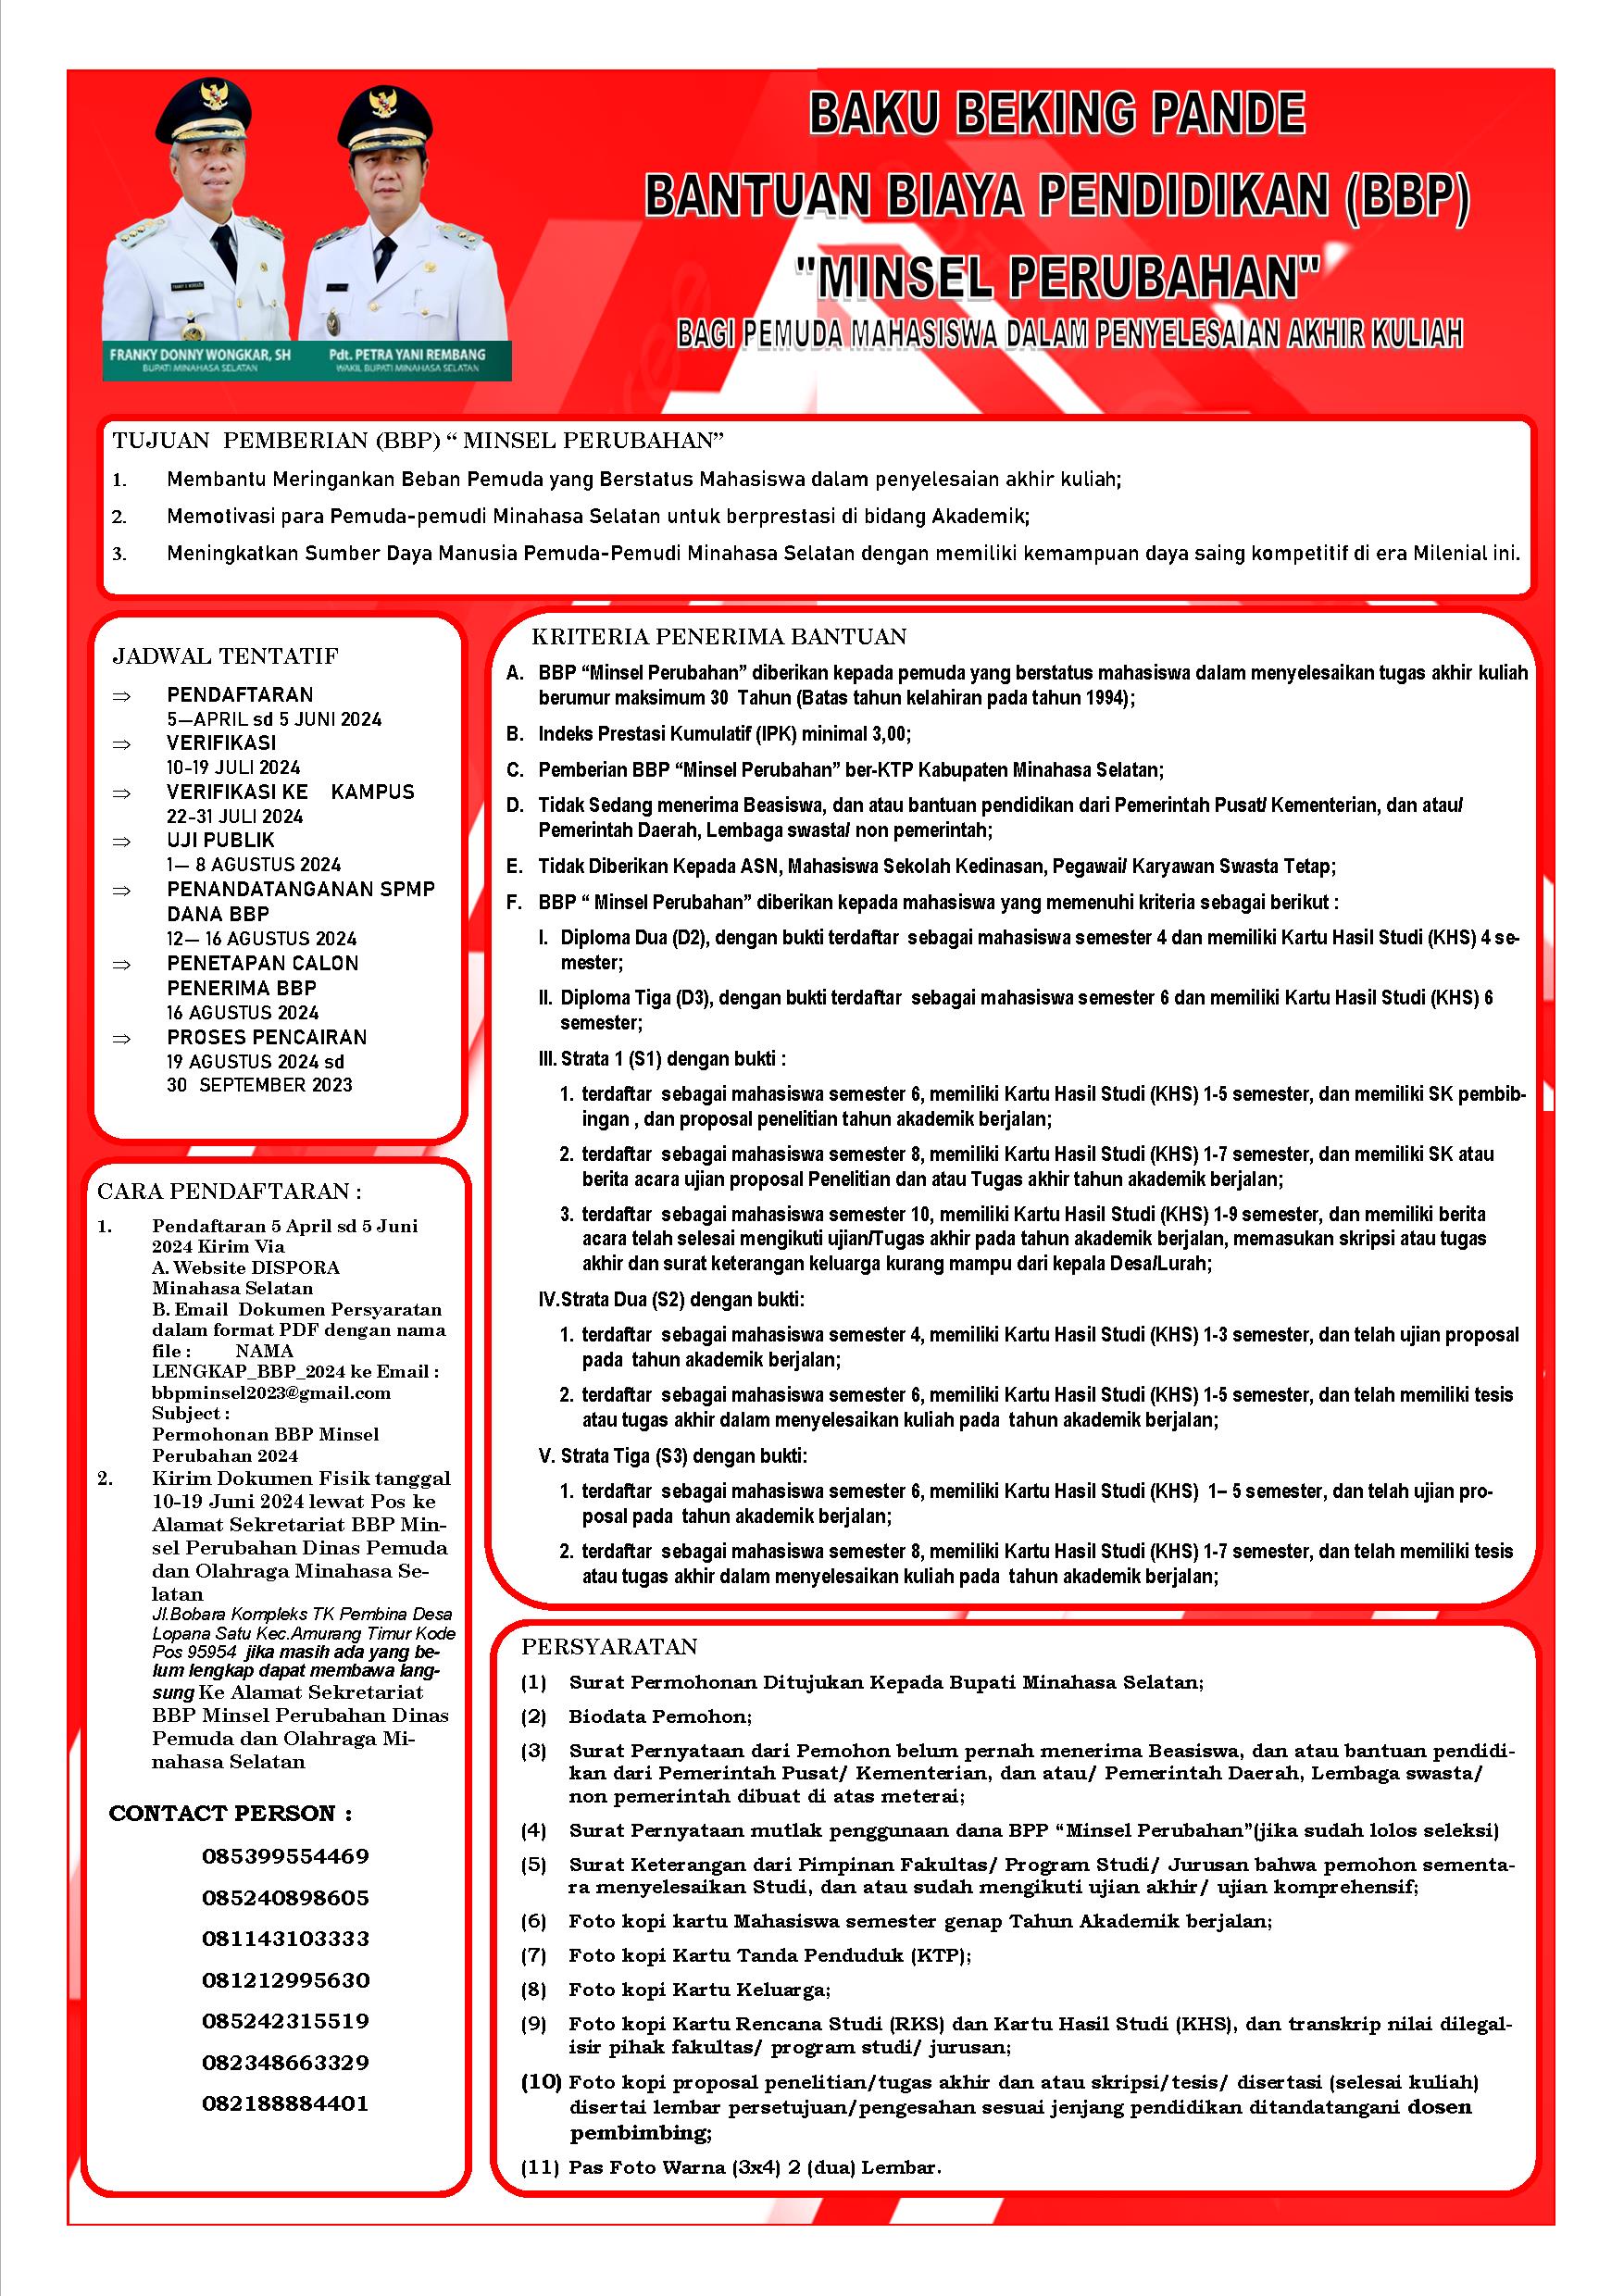 BAKU BEKING PANDE
BANTUAN BIAYA PENDIDIKAN (BBP)
"MINSEL PERUBAHAN"
BAGI PEMUDA MAHASISWA DALAM PENYELESAIAN AKHIR KULIAH
FRANKY DONNY WONGKAR, SH
BUPATI MINAHASA SELATAN
Pdt. PETRA YANI REMBANG
WAKIL BUPATI MINAHASA SELATAN
TUJUAN PEMBERIAN (BBP) “ MINSEL PERUBAHAN”
1. Membantu Meringankan Beban Pemuda yang Berstatus Mahasiswa dalam penyelesaian akhir kuliah;
2. Memotivasi para Pemuda-pemudi Minahasa Selatan untuk berprestasi di bidang Akademik;
3. Meningkatkan Sumber Daya Manusia Pemuda-Pemudi Minahasa Selatan dengan memiliki kemampuan daya saing kompetitif di era Milenial ini.
JADWAL TENTATIF
⇒ PENDAFTARAN
5—APRIL sd 5 JUNI 2024
⇒ VERIFIKASI
10-19 JULI 2024
⇒ VERIFIKASI KE KAMPUS
22-31 JULI 2024
⇒ UJI PUBLIK
1— 8 AGUSTUS 2024
⇒ PENANDATANGANAN SPMP
DANA BBP
12— 16 AGUSTUS 2024
⇒ PENETAPAN CALON
PENERIMA BBP
16 AGUSTUS 2024
⇒ PROSES PENCAIRAN
19 AGUSTUS 2024 sd
30 SEPTEMBER 2023
CARA PENDAFTARAN :
1. Pendaftaran 5 April sd 5 Juni
2024 Kirim Via
A. Website DISPORA
Minahasa Selatan
B. Email Dokumen Persyaratan
dalam format PDF dengan nama
file : NAMA
LENGKAP_BBP_2024 ke Email :
bbpminsel2023@gmail.com
Subject :
Permohonan BBP Minsel
Perubahan 2024
2. Kirim Dokumen Fisik tanggal
10-19 Juni 2024 lewat Pos ke
Alamat Sekretariat BBP Min-
sel Perubahan Dinas Pemuda
dan Olahraga Minahasa Se-
latan
Jl.Bobara Kompleks TK Pembina Desa
Lopana Satu Kec.Amurang Timur Kode
Pos 95954 jika masih ada yang be-
lum lengkap dapat membawa lang-
sung Ke Alamat Sekretariat
BBP Minsel Perubahan Dinas
Pemuda dan Olahraga Mi-
nahasa Selatan
CONTACT PERSON :
085399554469
085240898605
081143103333
081212995630
085242315519
082348663329
082188884401
KRITERIA PENERIMA BANTUAN
A. BBP “Minsel Perubahan” diberikan kepada pemuda yang berstatus mahasiswa dalam menyelesaikan tugas akhir kuliah
berumur maksimum 30 Tahun (Batas tahun kelahiran pada tahun 1994);
B. Indeks Prestasi Kumulatif (IPK) minimal 3,00;
C. Pemberian BBP “Minsel Perubahan” ber-KTP Kabupaten Minahasa Selatan;
D. Tidak Sedang menerima Beasiswa, dan atau bantuan pendidikan dari Pemerintah Pusat/ Kementerian, dan atau/
Pemerintah Daerah, Lembaga swasta/ non pemerintah;
E. Tidak Diberikan Kepada ASN, Mahasiswa Sekolah Kedinasan, Pegawai/ Karyawan Swasta Tetap;
F. BBP “ Minsel Perubahan” diberikan kepada mahasiswa yang memenuhi kriteria sebagai berikut :
I. Diploma Dua (D2), dengan bukti terdaftar sebagai mahasiswa semester 4 dan memiliki Kartu Hasil Studi (KHS) 4 se-
mester;
II. Diploma Tiga (D3), dengan bukti terdaftar sebagai mahasiswa semester 6 dan memiliki Kartu Hasil Studi (KHS) 6
semester;
III. Strata 1 (S1) dengan bukti :
1. terdaftar sebagai mahasiswa semester 6, memiliki Kartu Hasil Studi (KHS) 1-5 semester, dan memiliki SK pembib-
ingan , dan proposal penelitian tahun akademik berjalan;
2. terdaftar sebagai mahasiswa semester 8, memiliki Kartu Hasil Studi (KHS) 1-7 semester, dan memiliki SK atau
berita acara ujian proposal Penelitian dan atau Tugas akhir tahun akademik berjalan;
3. terdaftar sebagai mahasiswa semester 10, memiliki Kartu Hasil Studi (KHS) 1-9 semester, dan memiliki berita
acara telah selesai mengikuti ujian/Tugas akhir pada tahun akademik berjalan, memasukan skripsi atau tugas
akhir dan surat keterangan keluarga kurang mampu dari kepala Desa/Lurah;
IV.Strata Dua (S2) dengan bukti:
1. terdaftar sebagai mahasiswa semester 4, memiliki Kartu Hasil Studi (KHS) 1-3 semester, dan telah ujian proposal
pada tahun akademik berjalan;
2. terdaftar sebagai mahasiswa semester 6, memiliki Kartu Hasil Studi (KHS) 1-5 semester, dan telah memiliki tesis
atau tugas akhir dalam menyelesaikan kuliah pada tahun akademik berjalan;
V. Strata Tiga (S3) dengan bukti:
1. terdaftar sebagai mahasiswa semester 6, memiliki Kartu Hasil Studi (KHS) 1– 5 semester, dan telah ujian pro-
posal pada tahun akademik berjalan;
2. terdaftar sebagai mahasiswa semester 8, memiliki Kartu Hasil Studi (KHS) 1-7 semester, dan telah memiliki tesis
atau tugas akhir dalam menyelesaikan kuliah pada tahun akademik berjalan;
PERSYARATAN
(1) Surat Permohonan Ditujukan Kepada Bupati Minahasa Selatan;
(2) Biodata Pemohon;
(3) Surat Pernyataan dari Pemohon belum pernah menerima Beasiswa, dan atau bantuan pendidi-
kan dari Pemerintah Pusat/ Kementerian, dan atau/ Pemerintah Daerah, Lembaga swasta/
non pemerintah dibuat di atas meterai;
(4) Surat Pernyataan mutlak penggunaan dana BPP “Minsel Perubahan”(jika sudah lolos seleksi)
(5) Surat Keterangan dari Pimpinan Fakultas/ Program Studi/ Jurusan bahwa pemohon sementa-
ra menyelesaikan Studi, dan atau sudah mengikuti ujian akhir/ ujian komprehensif;
(6) Foto kopi kartu Mahasiswa semester genap Tahun Akademik berjalan;
(7) Foto kopi Kartu Tanda Penduduk (KTP);
(8) Foto kopi Kartu Keluarga;
(9) Foto kopi Kartu Rencana Studi (RKS) dan Kartu Hasil Studi (KHS), dan transkrip nilai dilegal-
isir pihak fakultas/ program studi/ jurusan;
(10) Foto kopi proposal penelitian/tugas akhir dan atau skripsi/tesis/ disertasi (selesai kuliah)
disertai lembar persetujuan/pengesahan sesuai jenjang pendidikan ditandatangani dosen
pembimbing;
(11) Pas Foto Warna (3x4) 2 (dua) Lembar.